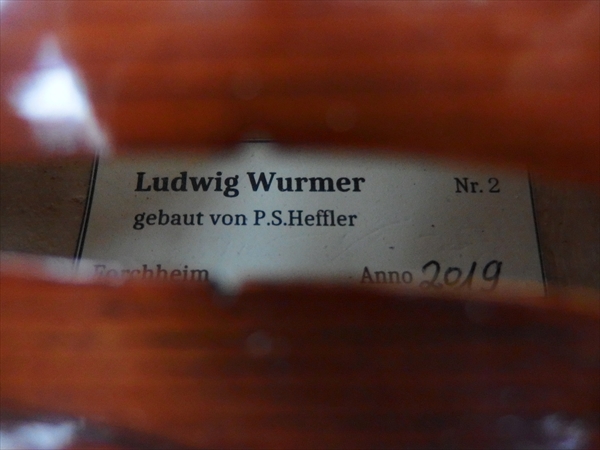 Ludwig Wurmer Nr. 2
gebaut von P.S.Heffler
Forchheim Anno 2019